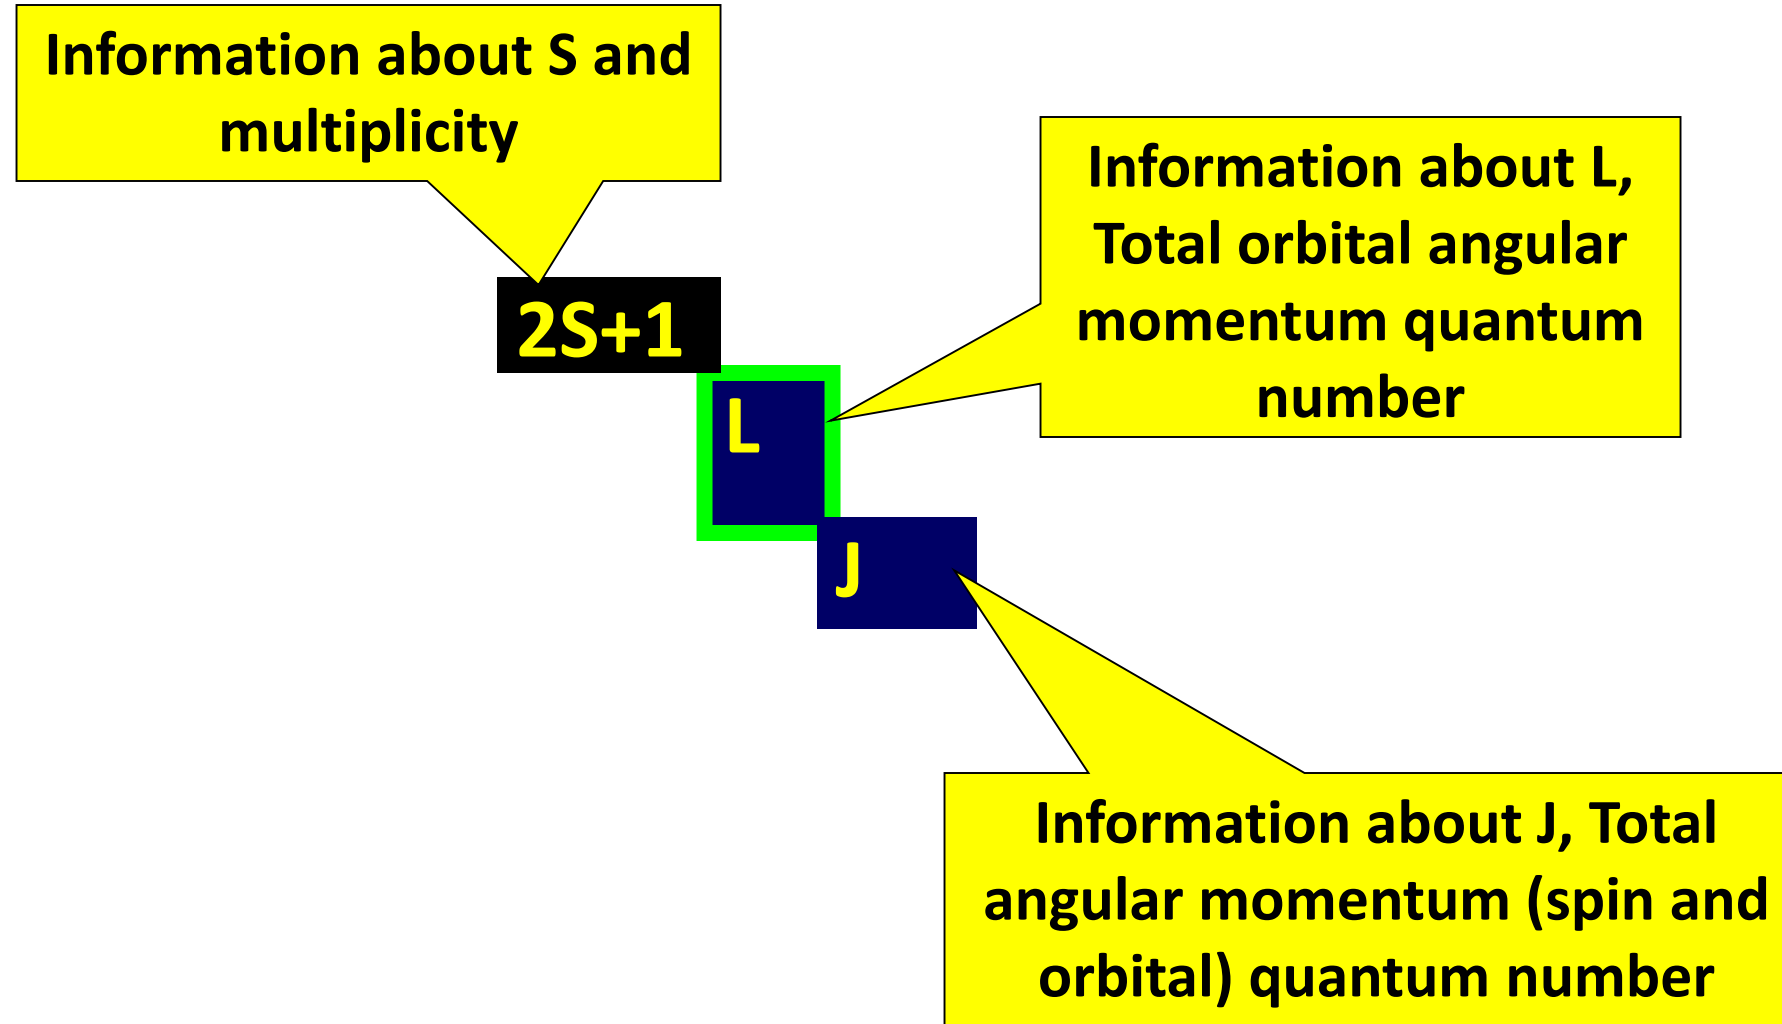 Information about S and
multiplicity
Information about L,
Total orbital angular
momentum quantum
number
2S+1
L
J
Information about J, Total
angular momentum (spin and
orbital) quantum number